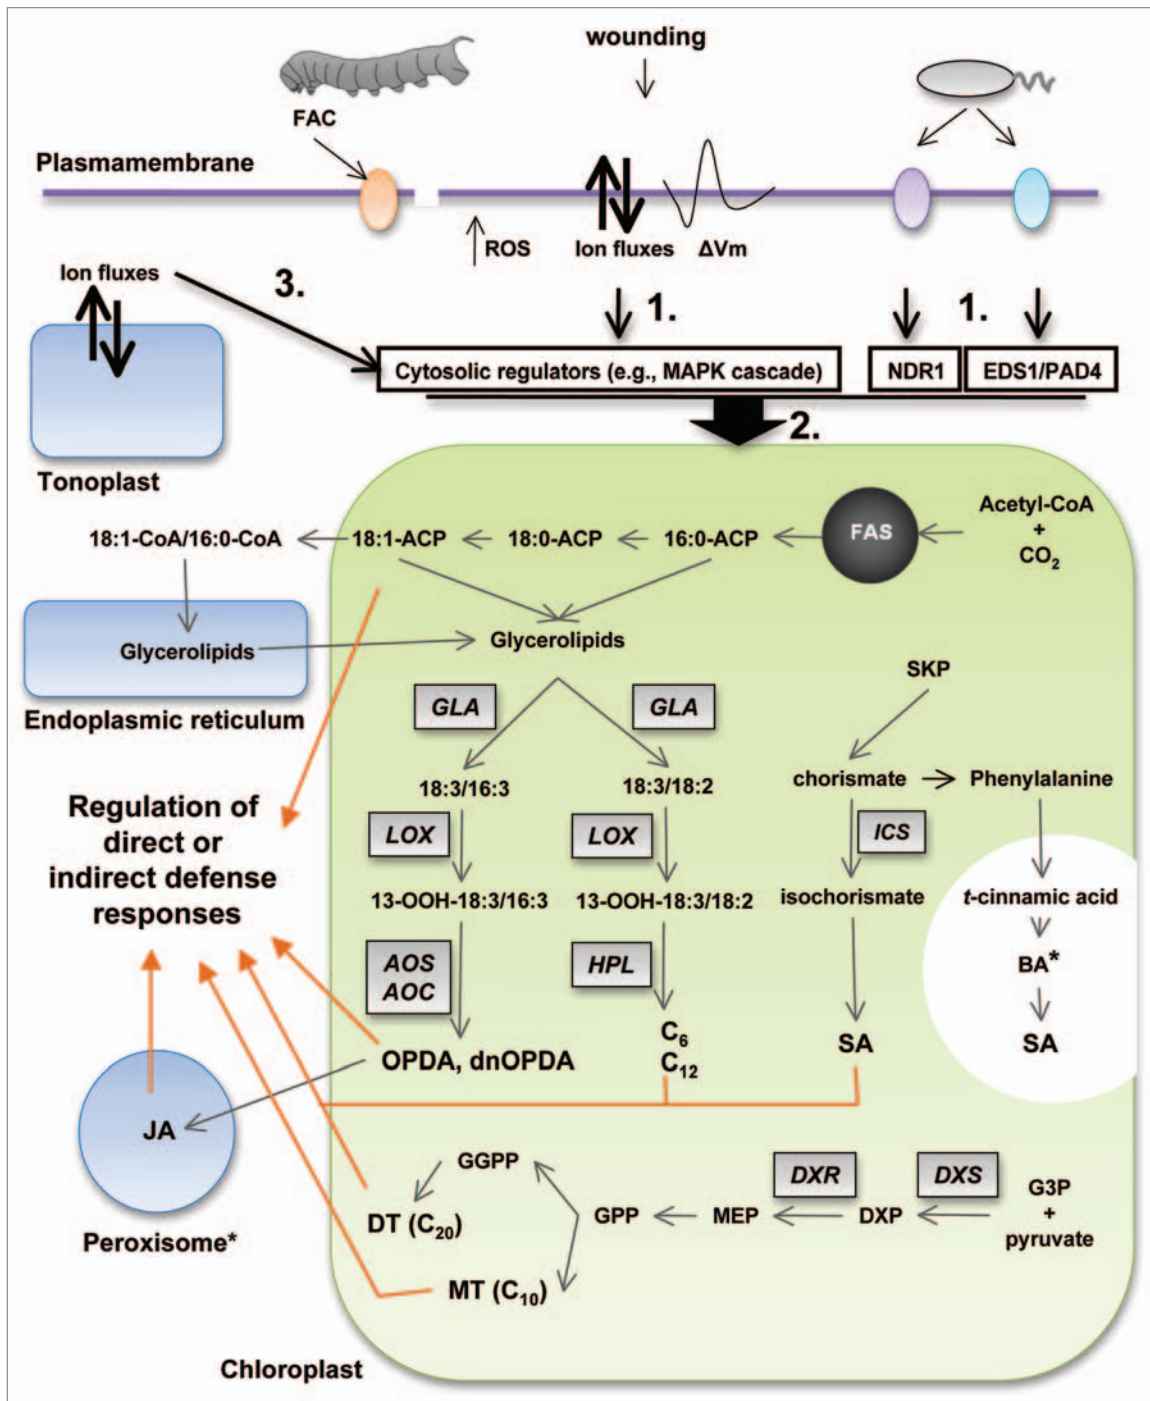 wounding
FAC
Plasmamembrane
ROS
Ion fluxes
ΔVm
Ion fluxes
3.
1.
1.
Cytosolic regulators (e.g., MAPK cascade)
NDR1
EDS1/PAD4
2.
Tonoplast
Acetyl-CoA
+
CO2
FAS
18:1-CoA/16:0-CoA
18:1-ACP
18:0-ACP
16:0-ACP
Glycerolipids
Glycerolipids
SKP
Endoplasmic reticulum
GLA
GLA
18:3/16:3
18:3/18:2
chorismate
Phenylalanine
Regulation of
direct or
indirect defense
responses
LOX
LOX
ICS
13-OOH-18:3/16:3
13-OOH-18:3/18:2
isochorismate
t-cinnamic acid
AOS
AOC
HPL
BA*
OPDA, dnOPDA
C6
C12
SA
SA
JA
GGPP
DXR
DXS
G3P
+
pyruvate
DT (C20)
GPP
MEP
DXP
Peroxisome*
MT (C10)
Chloroplast